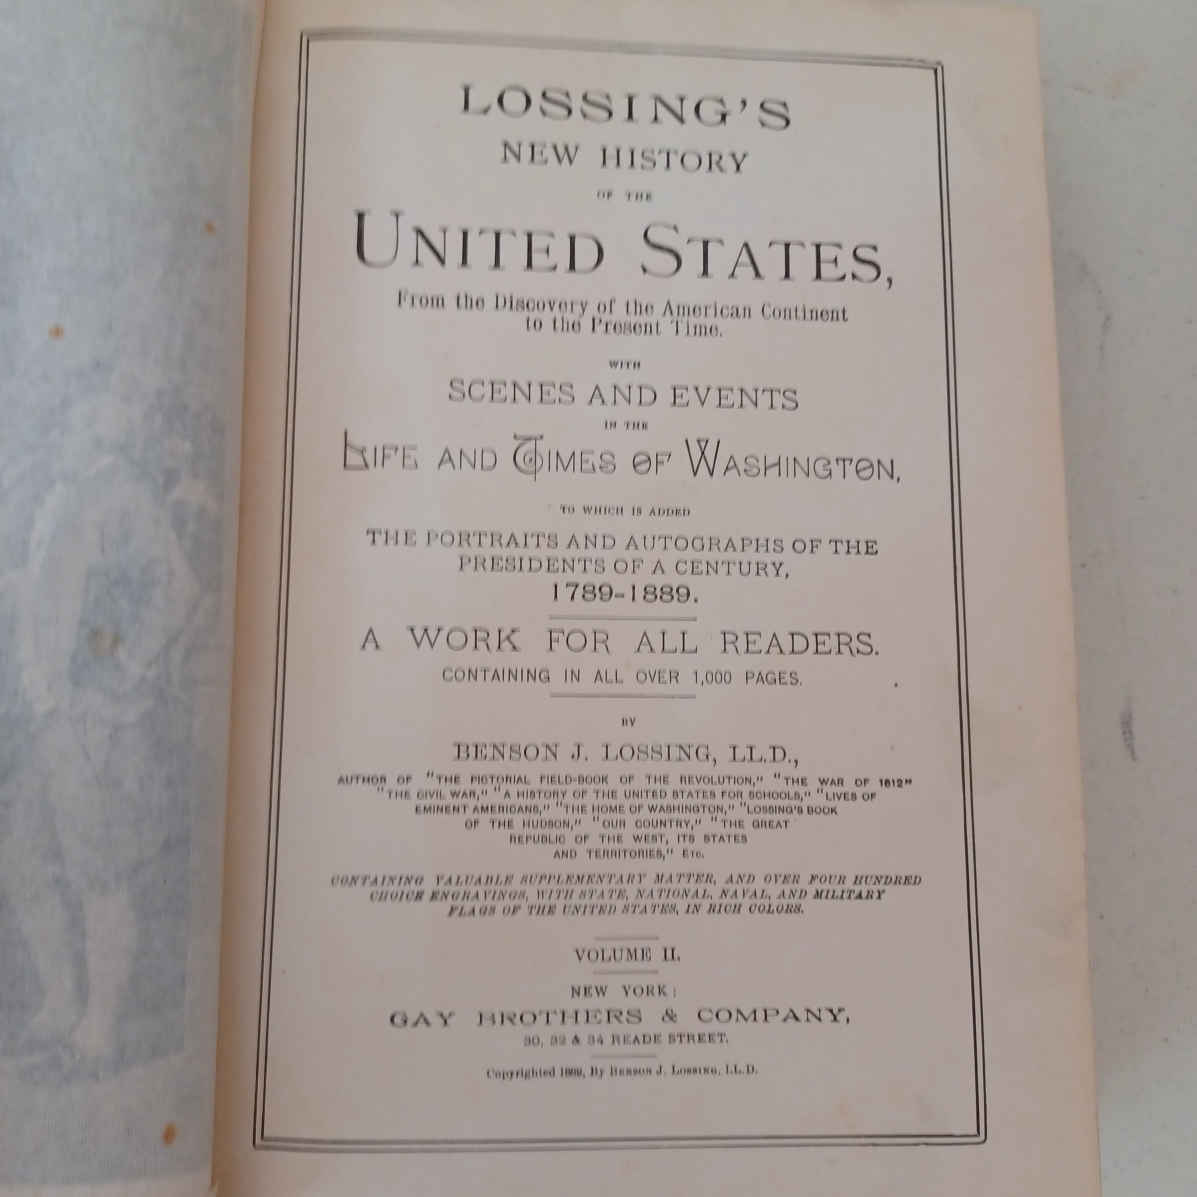 LOSSING'S
NEW HISTORY
OF THE
UNITED STATES,
From the Discovery of the American Continent
to the Present Time.
WITH
SCENES AND EVENTS
IN THE
LIFE AND TIMES OF WASHINGTON,
TO WHICH IS ADDED
THE PORTRAITS AND AUTOGRAPHS OF THE
PRESIDENTS OF A CENTURY,
1789-1889.
A WORK FOR ALL READERS.
CONTAINING IN ALL OVER 1,000 PAGES.
BY
BENSON J. LOSSING, LL.D.,
AUTHOR OF "THE PICTORIAL FIELD-BOOK OF THE REVOLUTION," "THE WAR OF 1812"
"THE CIVIL WAR," "A HISTORY OF THE UNITED STATES FOR SCHOOLS," "LIVES OF
EMINENT AMERICANS," "THE HOME OF WASHINGTON," "LOSSING'S BOOK
OF THE HUDSON," "OUR COUNTRY," "THE GREAT
REPUBLIC OF THE WEST, ITS STATES
AND TERRITORIES," ETC.
CONTAINING VALUABLE SUPPLEMENTARY MATTER, AND OVER FOUR HUNDRED
CHOICE ENGRAVINGS, WITH STATE, NATIONAL, NAVAL, AND MILITARY
FLAGS OF THE UNITED STATES, IN RICH COLORS.
VOLUME II.
NEW YORK:
GAY BROTHERS & COMPANY,
30, 32 & 34 READE STREET.
Copyrighted By BENSON J. LOSSING, LL.D.